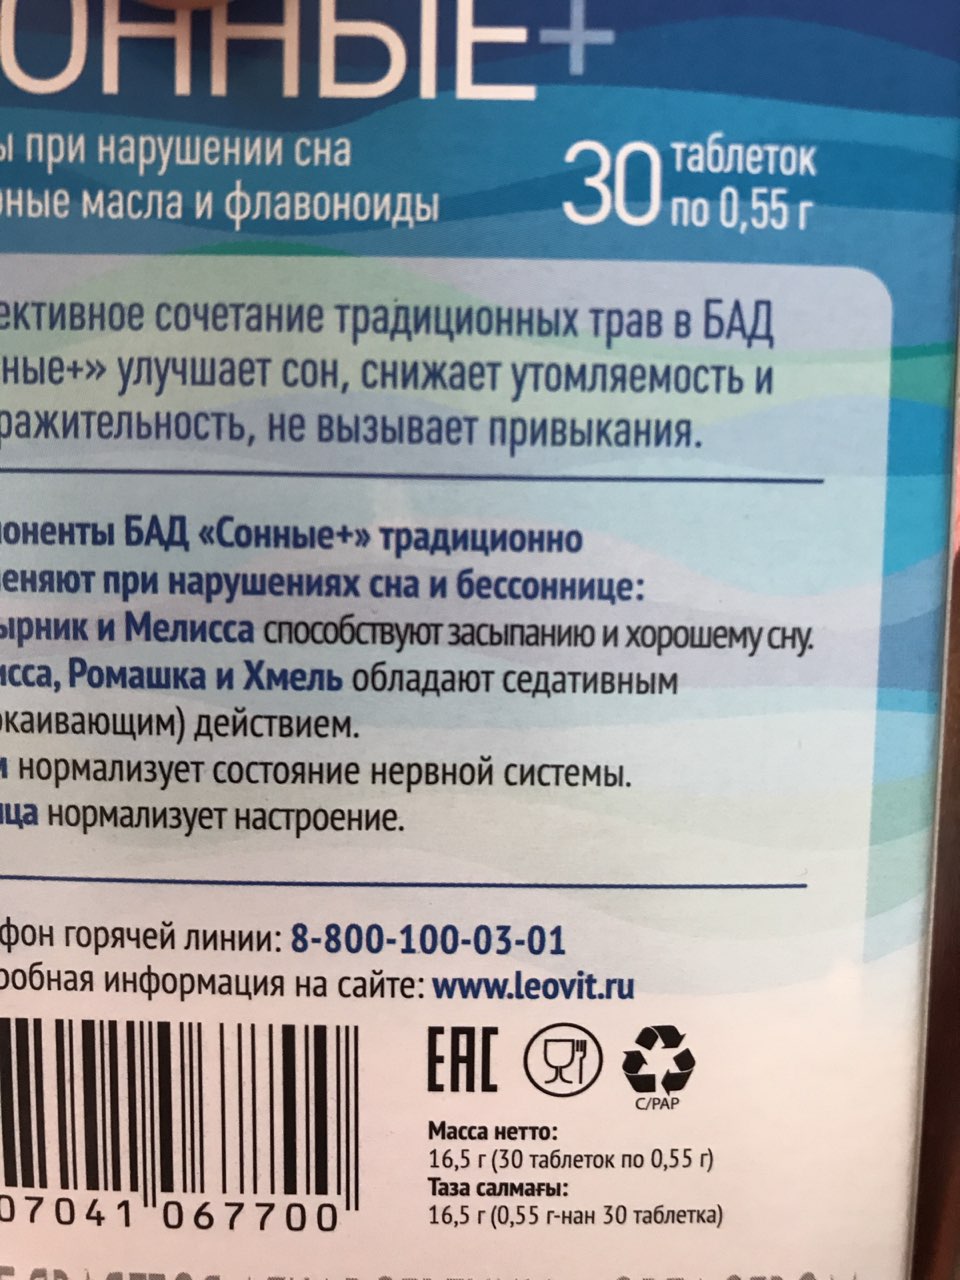 ОННЫЕ+
ы при нарушении сна
ные масла и флавоноиды
30 таблеток
по 0,55 г
ективное сочетание традиционных трав в БАД
ные+» улучшает сон, снижает утомляемость и
ражительность, не вызывает привыкания.
оненты БАД «Сонные+» традиционно
еняют при нарушениях сна и бессоннице:
ырник и Мелисса способствуют засыпанию и хорошему сну.
исса, Ромашка и Хмель обладают седативным
окаивающим) действием.
и нормализует состояние нервной системы.
ица нормализует настроение.
фон горячей линии: 8-800-100-03-01
робная информация на сайте: www.leovit.ru
EAC
C/PAP
Масса нетто:
16,5 г (30 таблеток по 0,55 г)
Таза салмағы:
16,5 г (0,55 г-нан 30 таблетка)
07041 067700